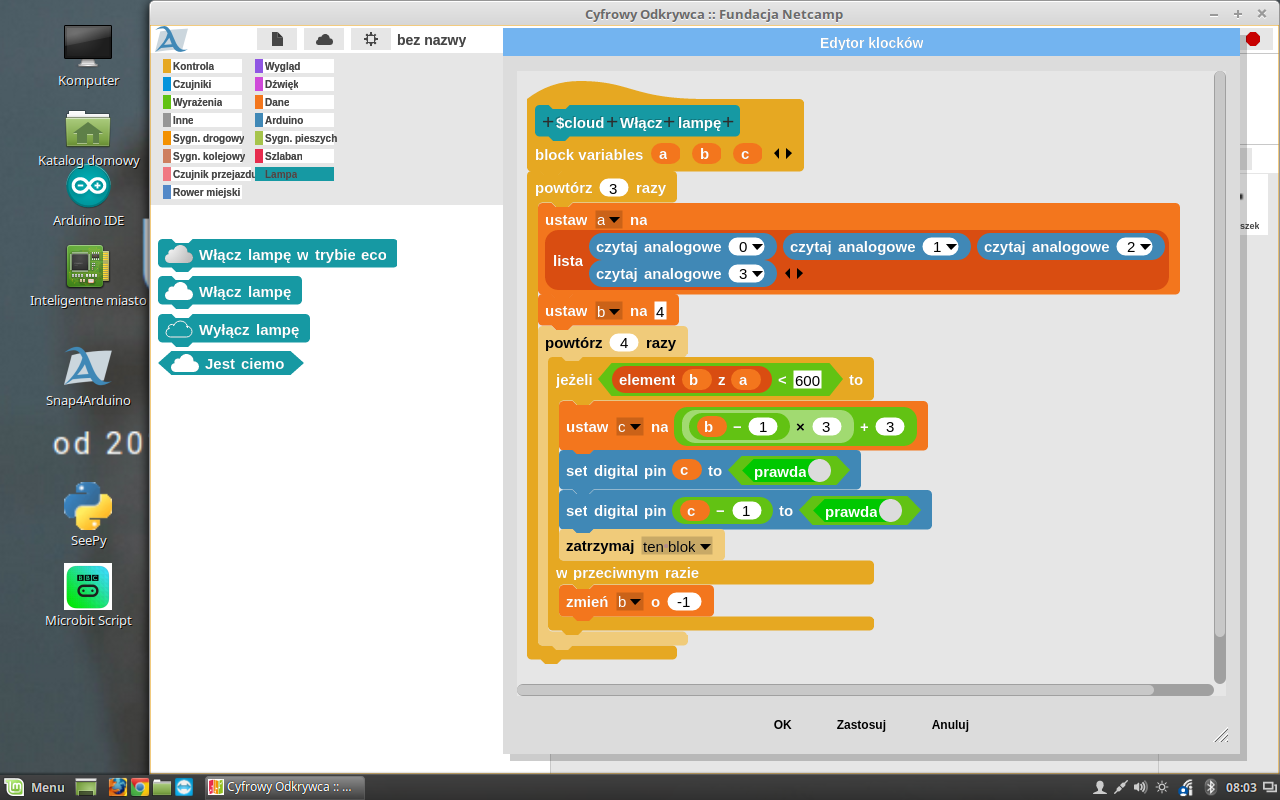 Cyfrowy Odkrywca :: Fundacja Netcamp
Komputer
Katalog domowy
Arduino IDE
Inteligentne miasto
Snap4Arduino
od 20
SeePy
Microbit Script
bez nazwy
Kontrola
Wygląd
Czujniki
Dźwięk
Wyrażenia
Dane
Inne
Arduino
Sygn. drogowy
Sygn. pieszych
Sygn. kolejowy
Szlaban
Czujnik przejazdu
Lampa
Rower miejski
Włącz lampę w trybie eco
Włącz lampę
Wyłącz lampę
Jest ciemo
Edytor klocków
+ $cloud + Włącz + lampę +
block variables a b c
powtórz 3 razy
ustaw a na
lista czytaj analogowe 0 czytaj analogowe 1 czytaj analogowe 2
czytaj analogowe 3
ustaw b na 4
powtórz 4 razy
jeżeli element b z a < 600 to
ustaw c na b − 1 × 3 + 3
set digital pin c to prawda
set digital pin c − 1 to prawda
zatrzymaj ten blok
w przeciwnym razie
zmień b o -1
OK Zastosuj Anuluj
szek
Menu
Cyfrowy Odkrywca :: ...
08:03